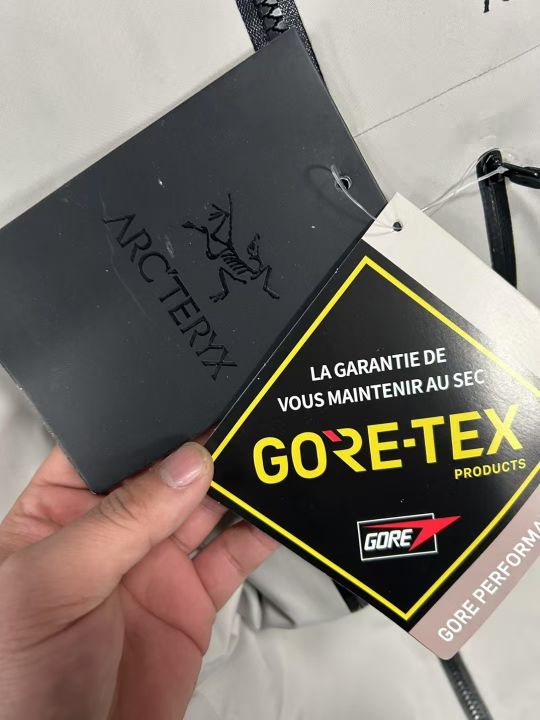 ARC'TERYX
LA GARANTIE DE
VOUS MAINTENIR AU SEC
GORE-TEX
PRODUCTS
GORE
GORE PERFORMA